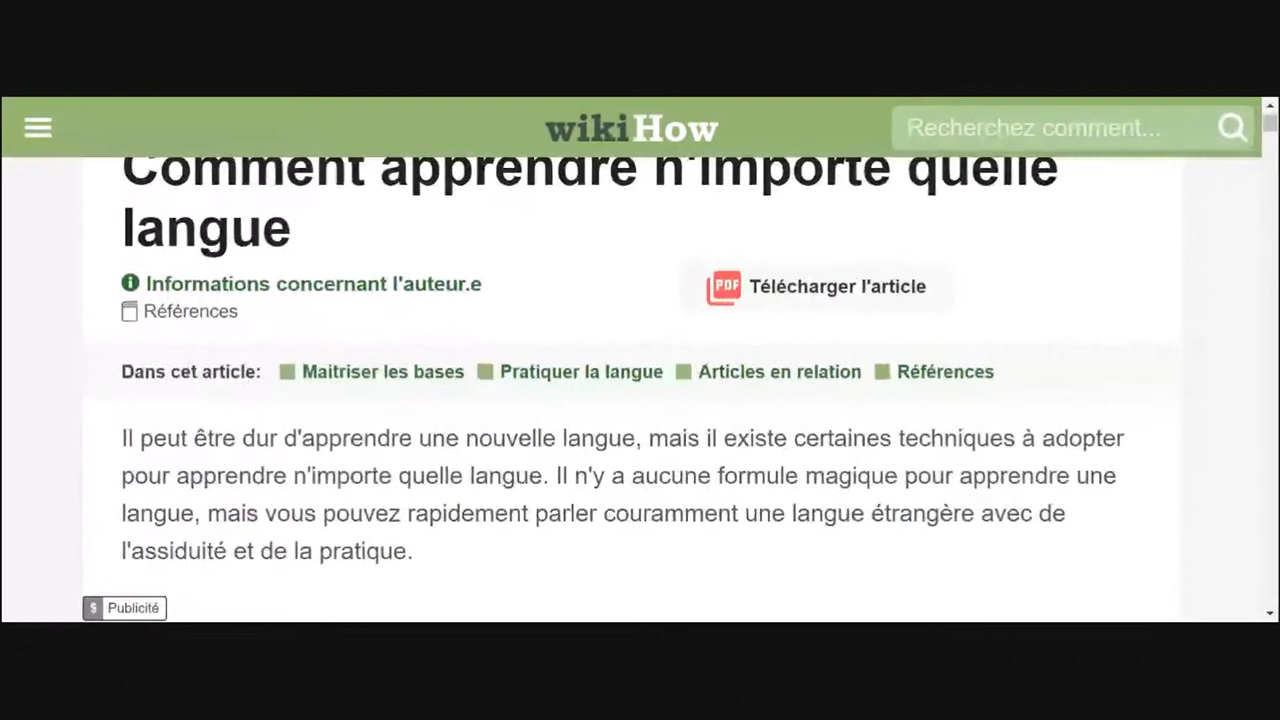 wikiHow
Recherchez comment...
Comment apprendre n'importe quelle
langue
Informations concernant l'auteur.e
PDF Télécharger l'article
Références
Dans cet article: Maitriser les bases Pratiquer la langue Articles en relation Références
Il peut être dur d'apprendre une nouvelle langue, mais il existe certaines techniques à adopter
pour apprendre n'importe quelle langue. Il n'y a aucune formule magique pour apprendre une
langue, mais vous pouvez rapidement parler couramment une langue étrangère avec de
l'assiduité et de la pratique.
$ Publicité